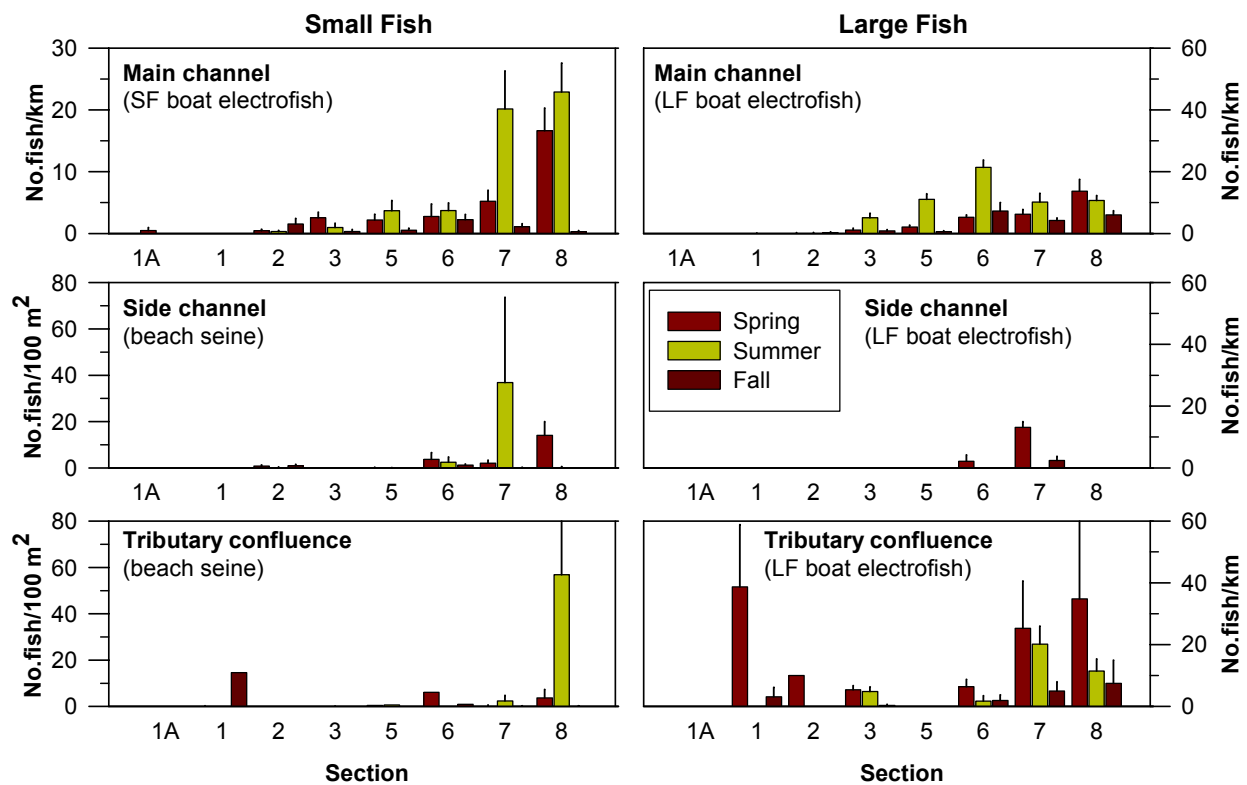 Small Fish
Large Fish
No.fish/km
30
20
10
0
Main channel
(SF boat electrofish)
1A 1 2 3 5 6 7 8
Main channel
(LF boat electrofish)
60
40
20
0
No.fish/km
1A 1 2 3 5 6 7 8
No.fish/100 m²
80
60
40
20
0
Side channel
(beach seine)
1A 1 2 3 5 6 7 8
Spring
Summer
Fall
Side channel
(LF boat electrofish)
60
40
20
0
No.fish/km
1A 1 2 3 5 6 7 8
No.fish/100 m²
80
60
40
20
0
Tributary confluence
(beach seine)
1A 1 2 3 5 6 7 8
Section
Tributary confluence
(LF boat electrofish)
60
40
20
0
No.fish/km
1A 1 2 3 5 6 7 8
Section